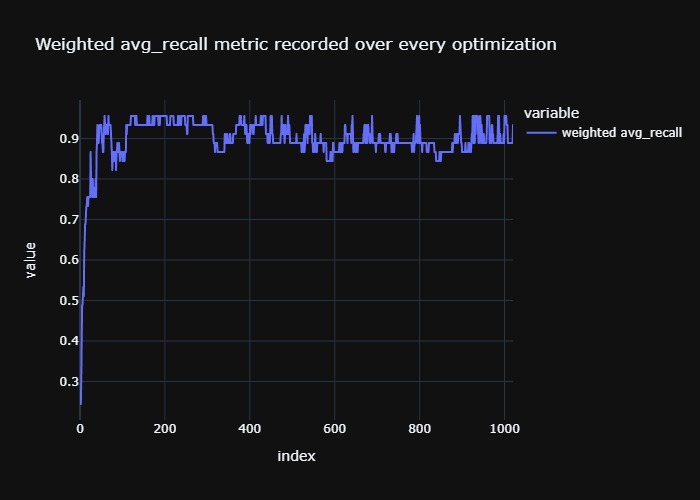 Weighted avg_recall metric recorded over every optimization
variable
weighted avg_recall
0.9
0.8
0.7
0.6
0.5
0.4
0.3
value
0 200 400 600 800 1000
index